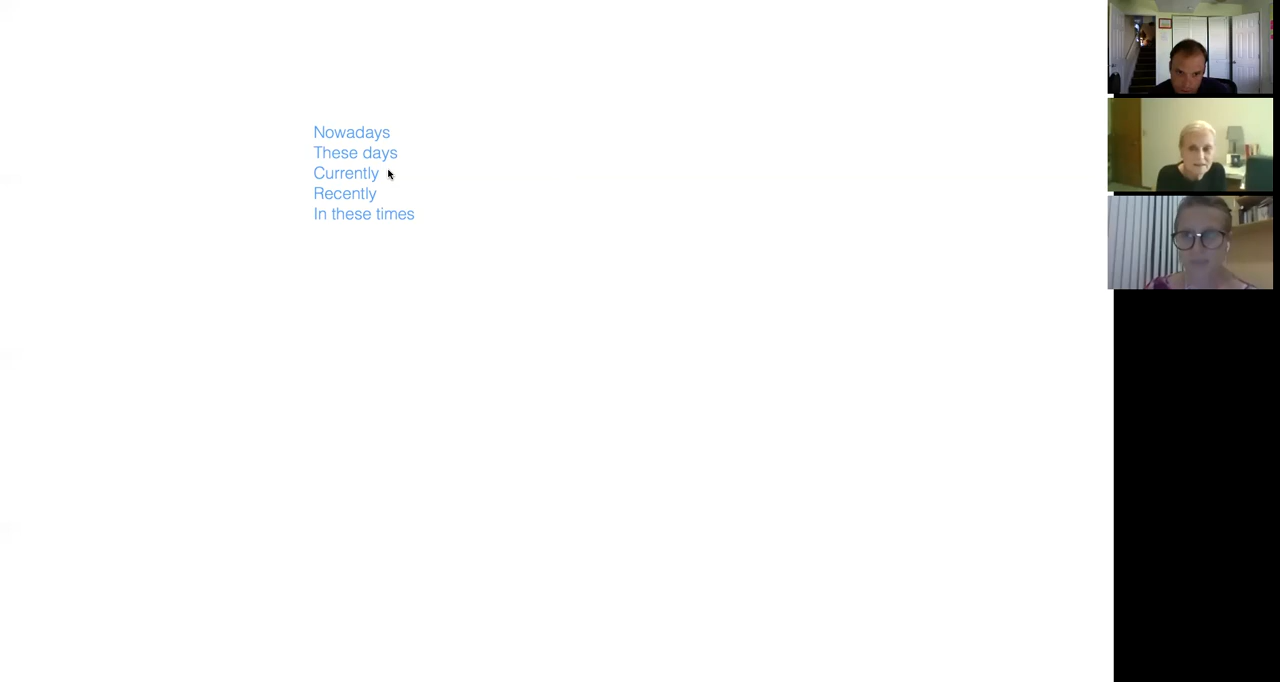 Nowadays
These days
Currently
Recently
In these times